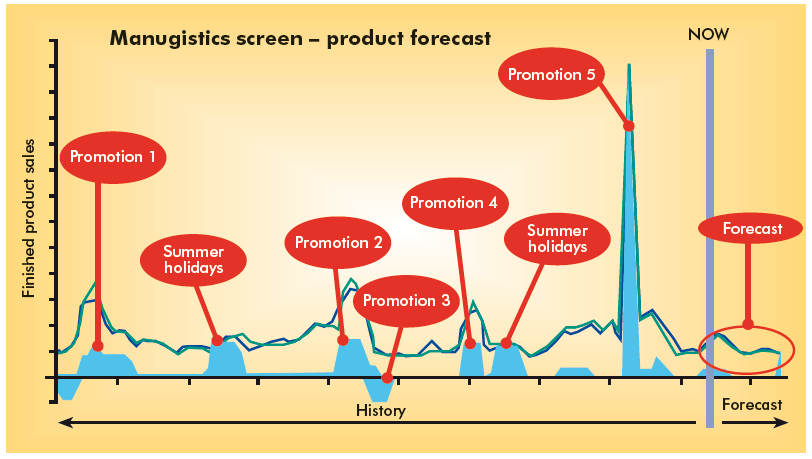 Manugistics screen – product forecast
NOW
Promotion 5
Promotion 1
Promotion 4
Forecast
Summer
holidays
Promotion 2
Summer
holidays
Promotion 3
Finished product sales
History
Forecast